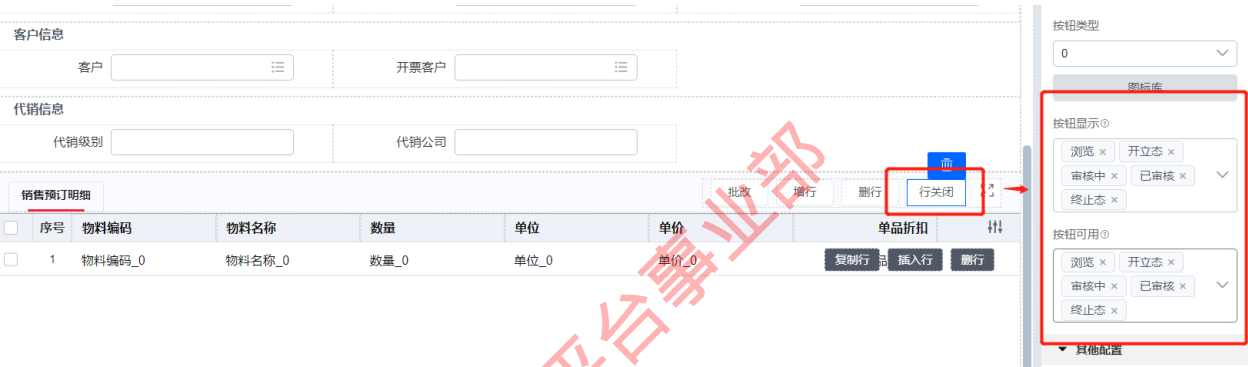 客户信息
客户
开票客户
代销信息
代销级别
代销公司
销售预订明细
批改 增行 删行 行关闭
序号 物料编码 物料名称 数量 单位 单价 单品折扣
1 物料编码_0 物料名称_0 数量_0 单位_0 单价_0 复制行 品 插入行 删行
按钮类型
0
图标库
按钮显示
浏览 × 开立态 ×
审核中 × 已审核 ×
终止态 ×
按钮可用
浏览 × 开立态 ×
审核中 × 已审核 ×
终止态 ×
其他配置
平台事业部